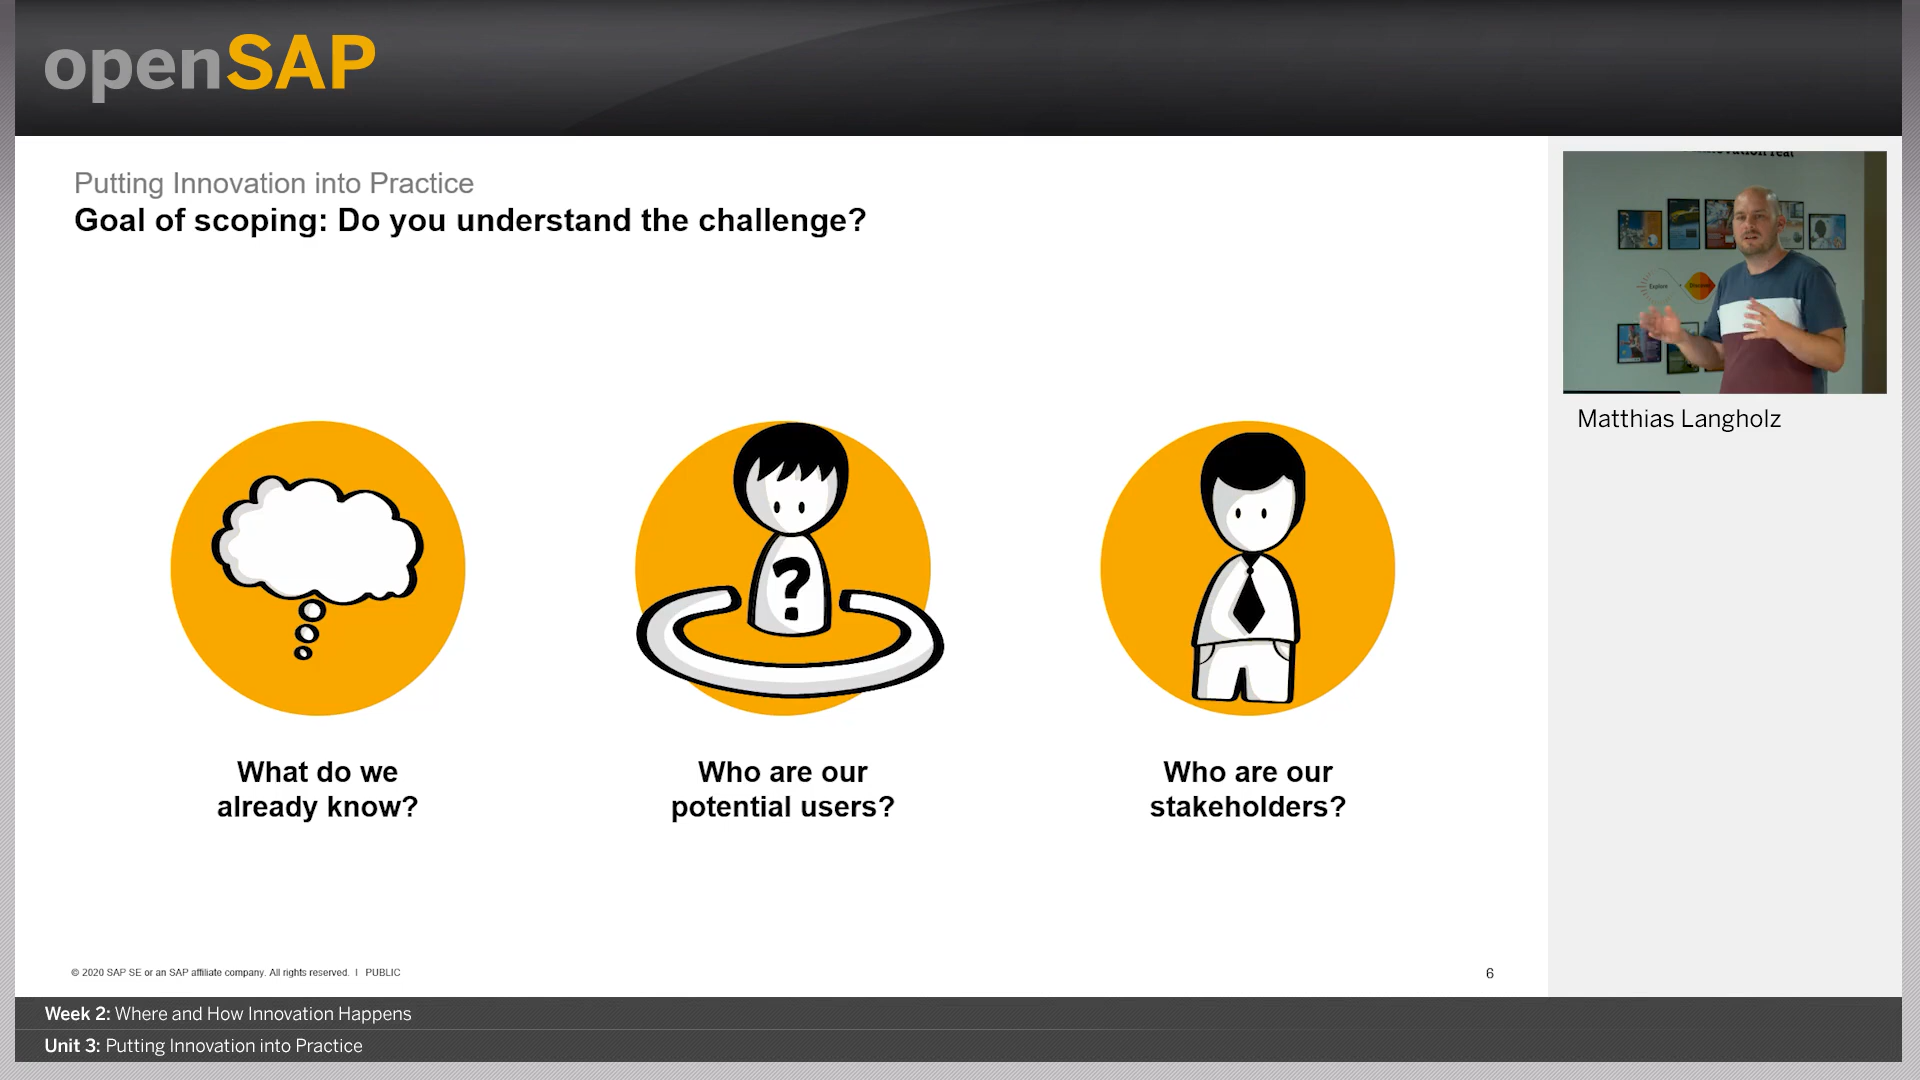 openSAP
Putting Innovation into Practice
Goal of scoping: Do you understand the challenge?
Explore
Matthias Langholz
?
What do we
already know?
Who are our
potential users?
Who are our
stakeholders?
© 2020 SAP SE or an SAP affiliate company. All rights reserved. I PUBLIC
6
Week 2: Where and How Innovation Happens
Unit 3: Putting Innovation into Practice